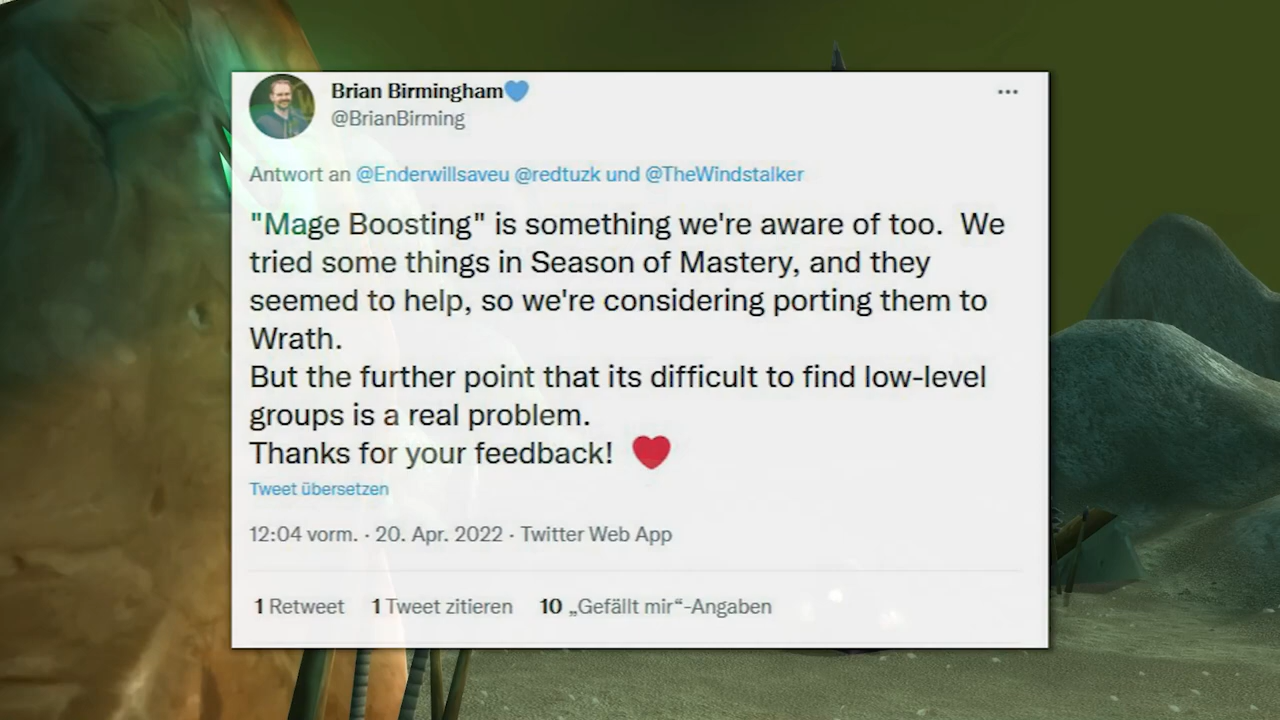 Brian Birmingham💙
@BrianBirming
Antwort an @Enderwillsaveu @redtuzk und @TheWindstalker
"Mage Boosting" is something we're aware of too.  We
tried some things in Season of Mastery, and they
seemed to help, so we're considering porting them to
Wrath.
But the further point that its difficult to find low-level
groups is a real problem.
Thanks for your feedback! ❤️
Tweet übersetzen
12:04 vorm. · 20. Apr. 2022 · Twitter Web App
1 Retweet 1 Tweet zitieren 10 „Gefällt mir“-Angaben